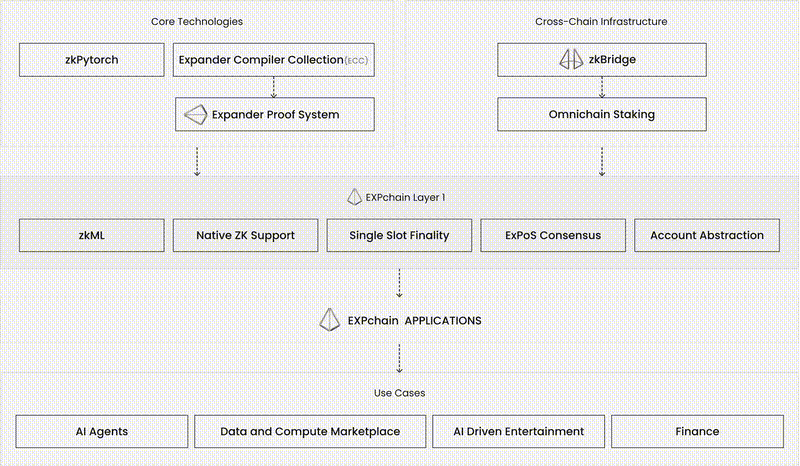 Core Technologies
Cross-Chain Infrastructure
zkPytorch
Expander Compiler Collection(ECC)
zkBridge
Expander Proof System
Omnichain Staking
EXPchain Layer 1
zkML
Native ZK Support
Single Slot Finality
ExPoS Consensus
Account Abstraction
EXPchain APPLICATIONS
Use Cases
AI Agents
Data and Compute Marketplace
AI Driven Entertainment
Finance